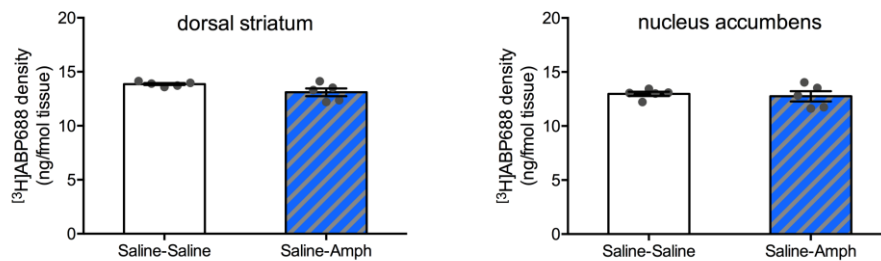 dorsal striatum
[³H]ABP688 density
(ng/fmol tissue)
20
15
10
5
0
Saline-Saline
Saline-Amph
nucleus accumbens
[³H]ABP688 density
(ng/fmol tissue)
20
15
10
5
0
Saline-Saline
Saline-Amph